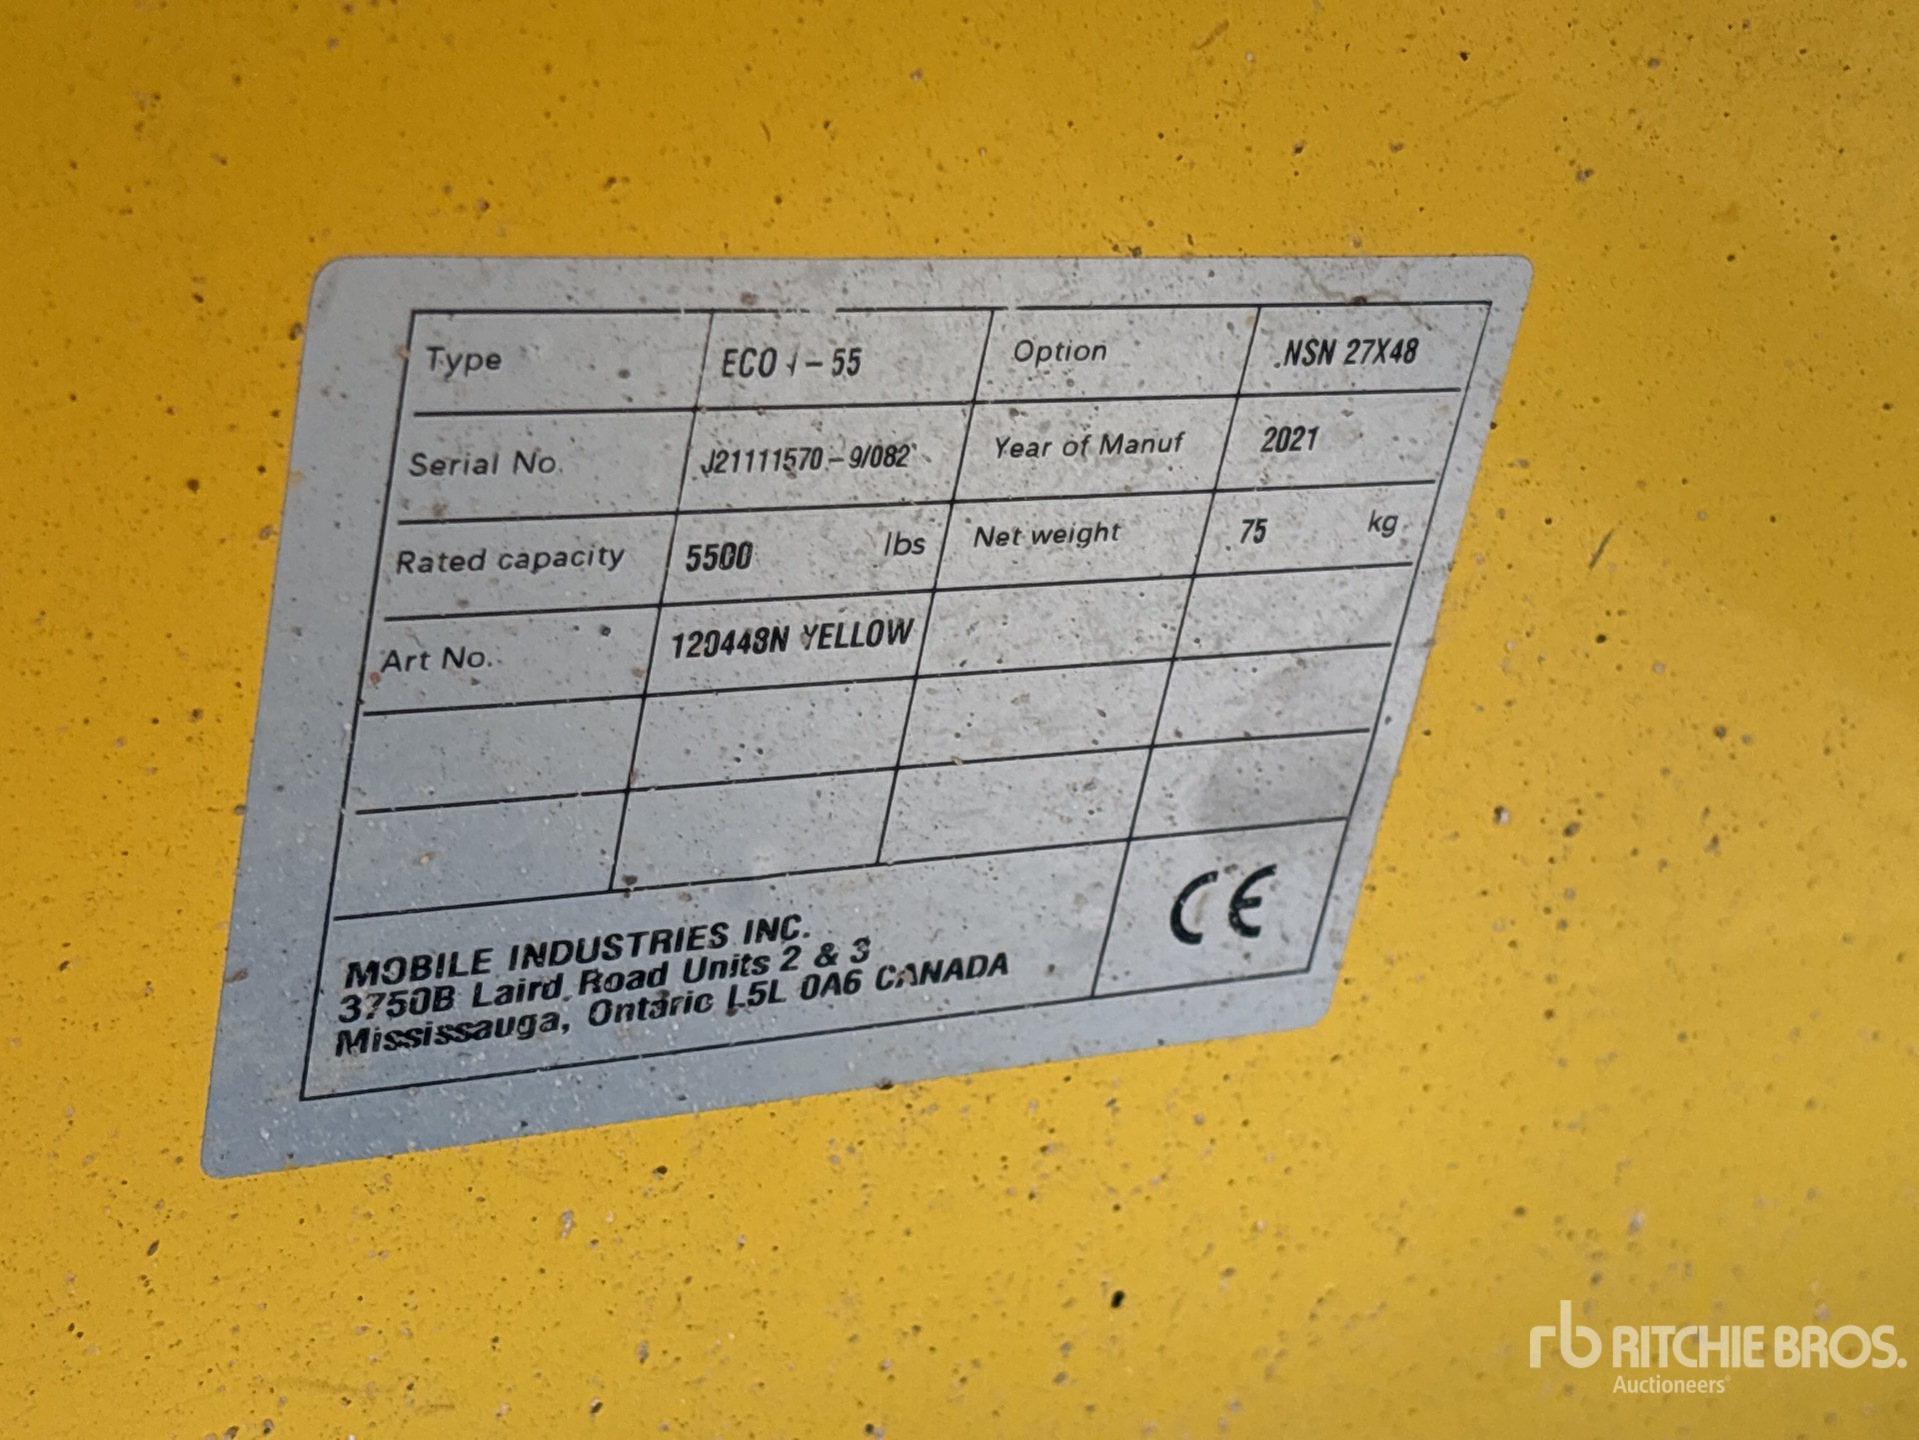 Type ECO I-55 Option NSN 27X48
Serial No. J21111570-9/082 Year of Manuf 2021
Rated capacity 5500 lbs Net weight 75 kg
Art No. 120448N YELLOW
MOBILE INDUSTRIES INC.
3750B Laird Road Units 2 & 3
Mississauga, Ontario L5L 0A6 CANADA
CE
rb RITCHIE BROS.
Auctioneers